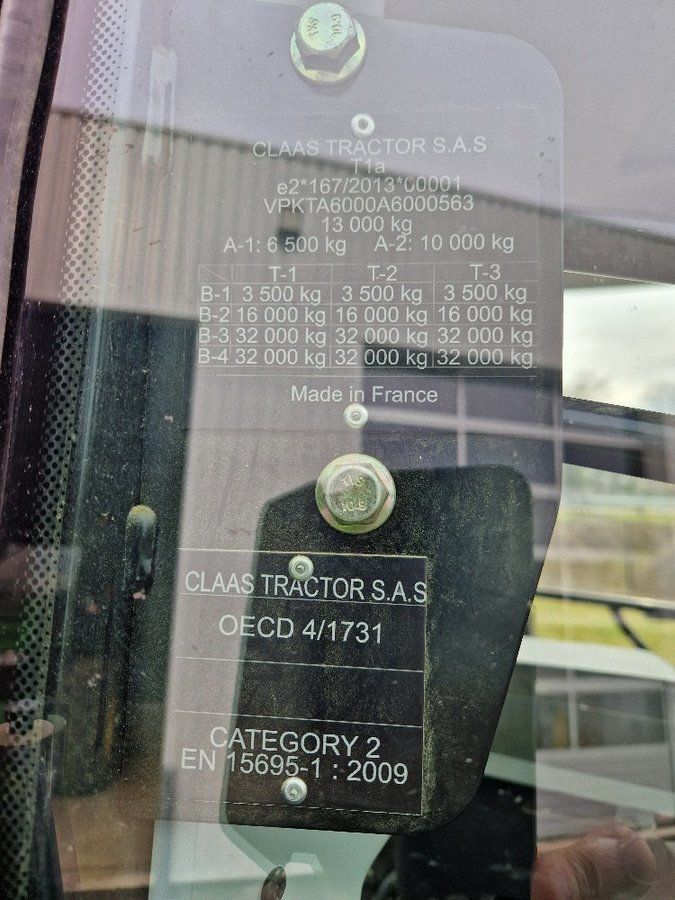 CLAAS TRACTOR S.A.S
T1a
e2*167/2013*00001
VPKTA6000A6000563
13 000 kg
A-1: 6 500 kg A-2: 10 000 kg
T-1 T-2 T-3
B-1 3 500 kg 3 500 kg 3 500 kg
B-2 16 000 kg 16 000 kg 16 000 kg
B-3 32 000 kg 32 000 kg 32 000 kg
B-4 32 000 kg 32 000 kg 32 000 kg
Made in France
CLAAS TRACTOR S.A.S
OECD 4/1731
CATEGORY 2
EN 15695-1 : 2009